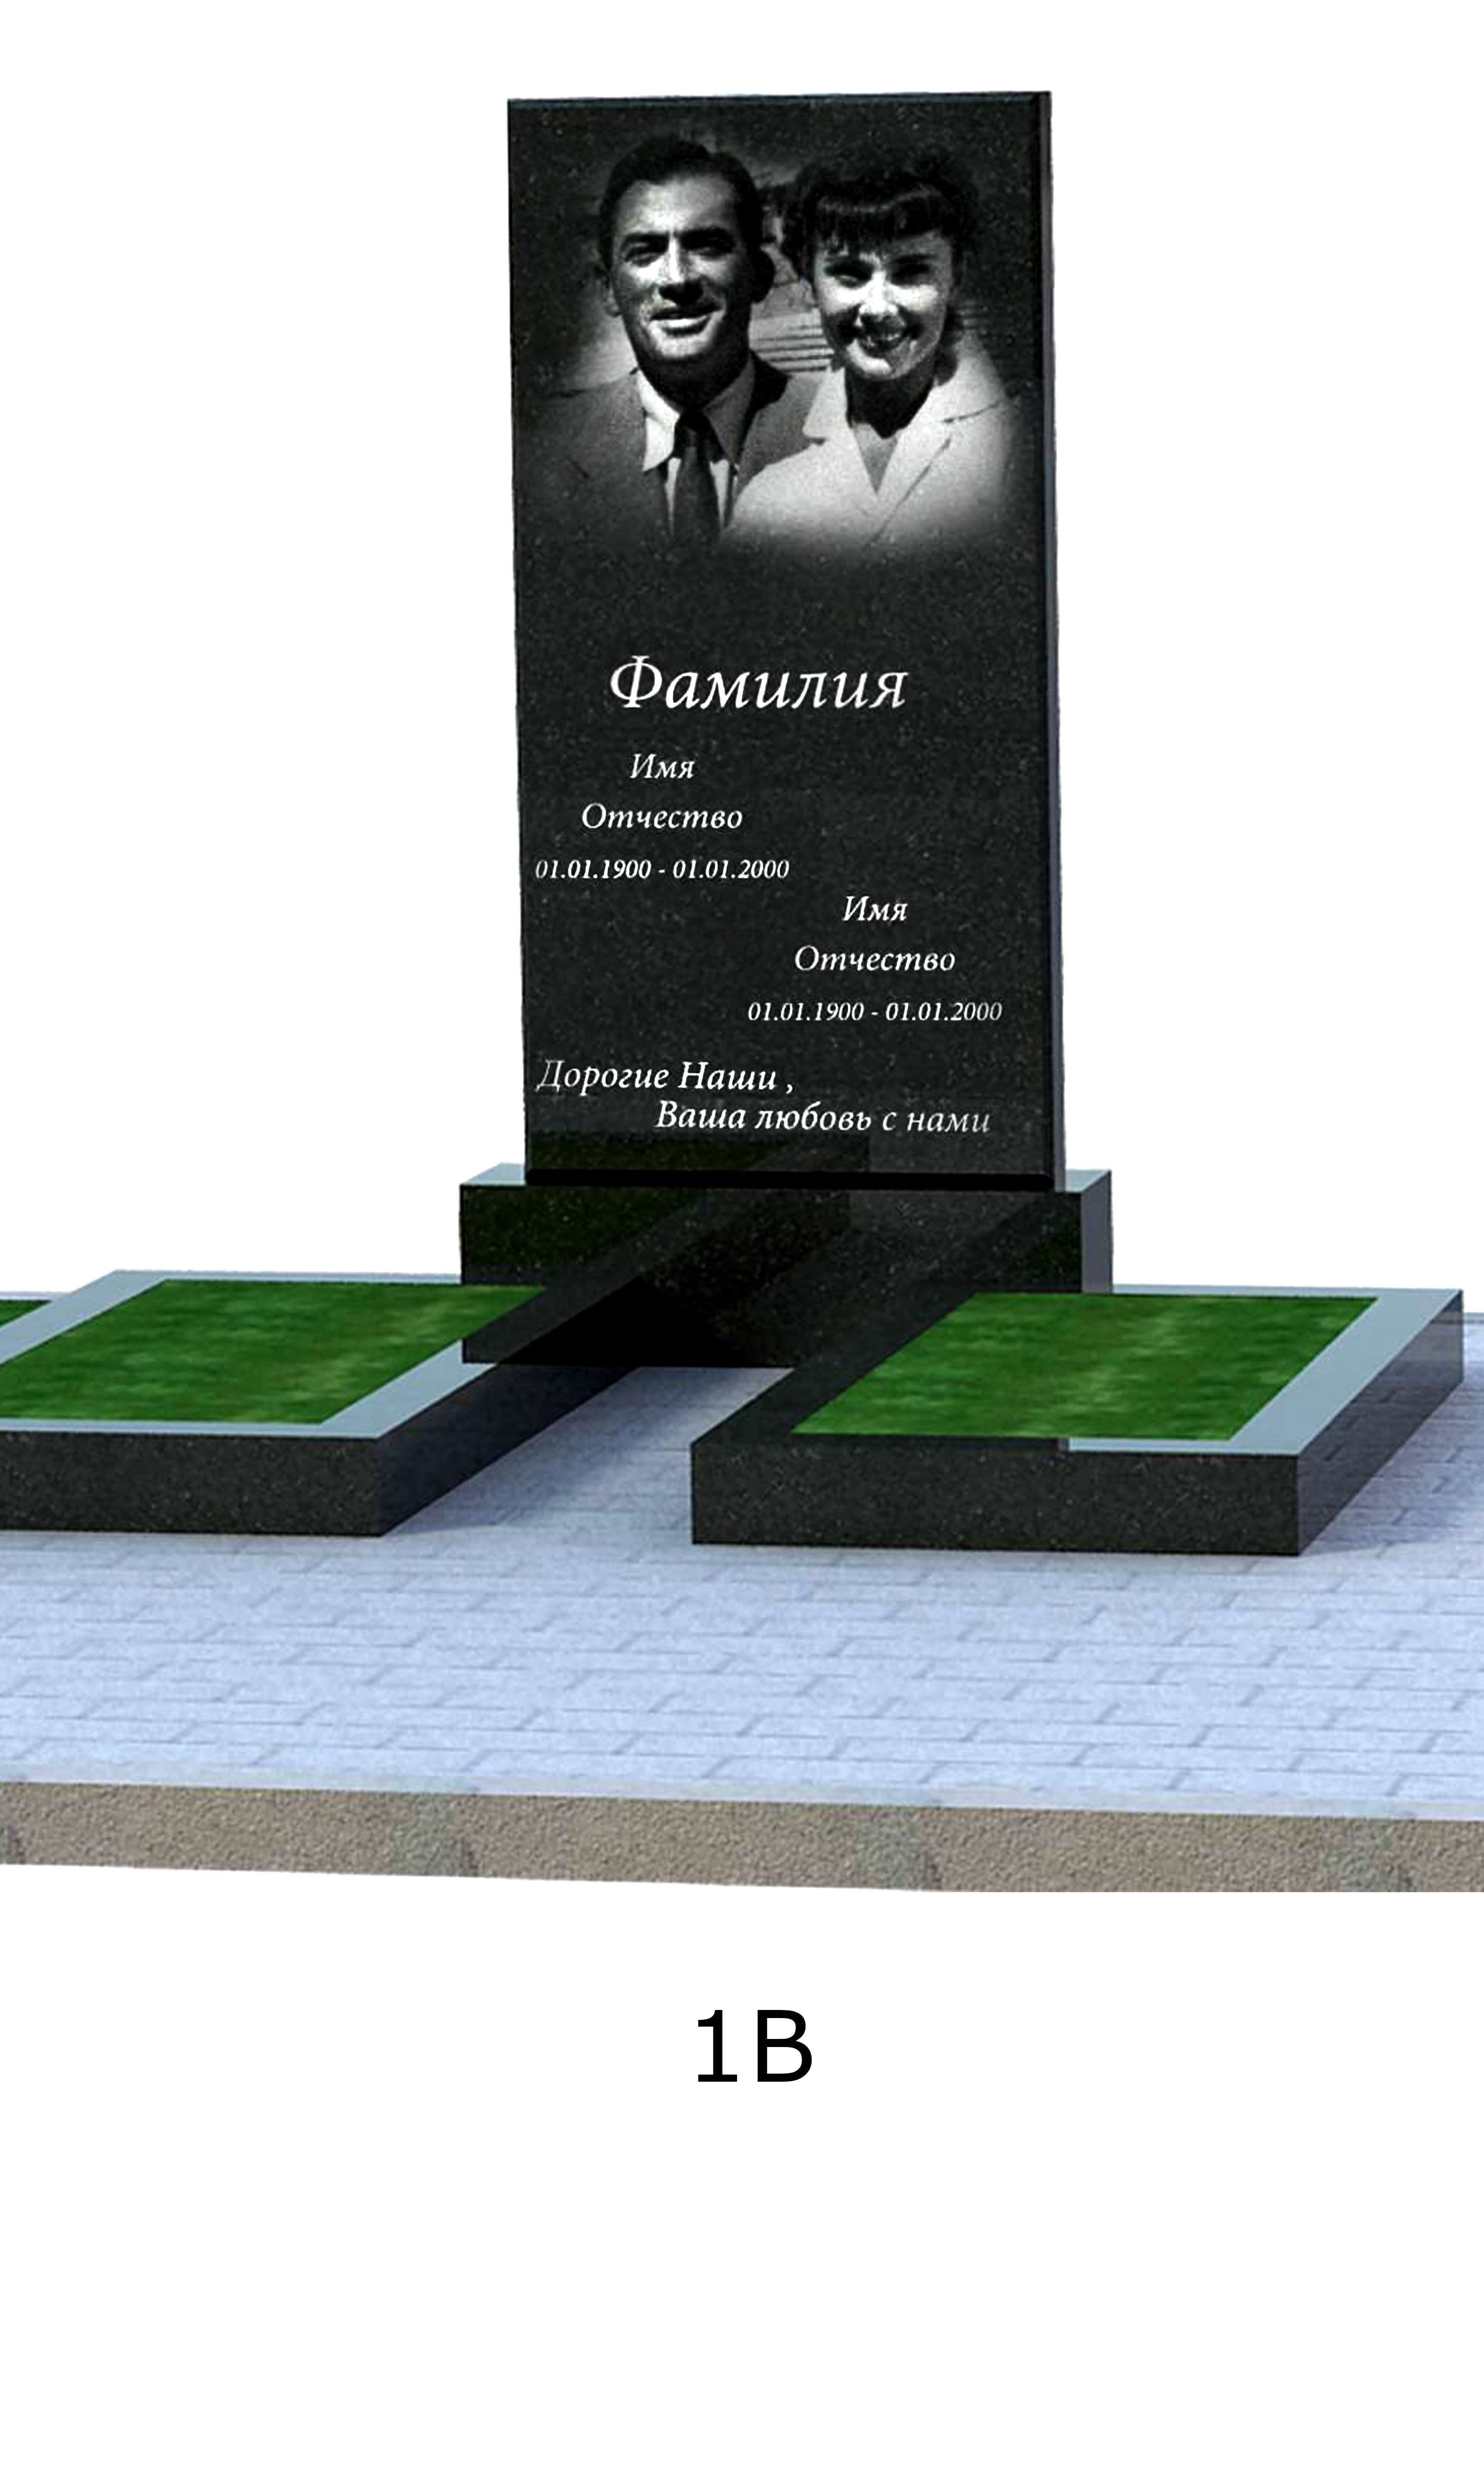 Фамилия
Имя
Отчество
01.01.1900 - 01.01.2000
Имя
Отчество
01.01.1900 - 01.01.2000
Дорогие Наши ,
Ваша любовь с нами
1В